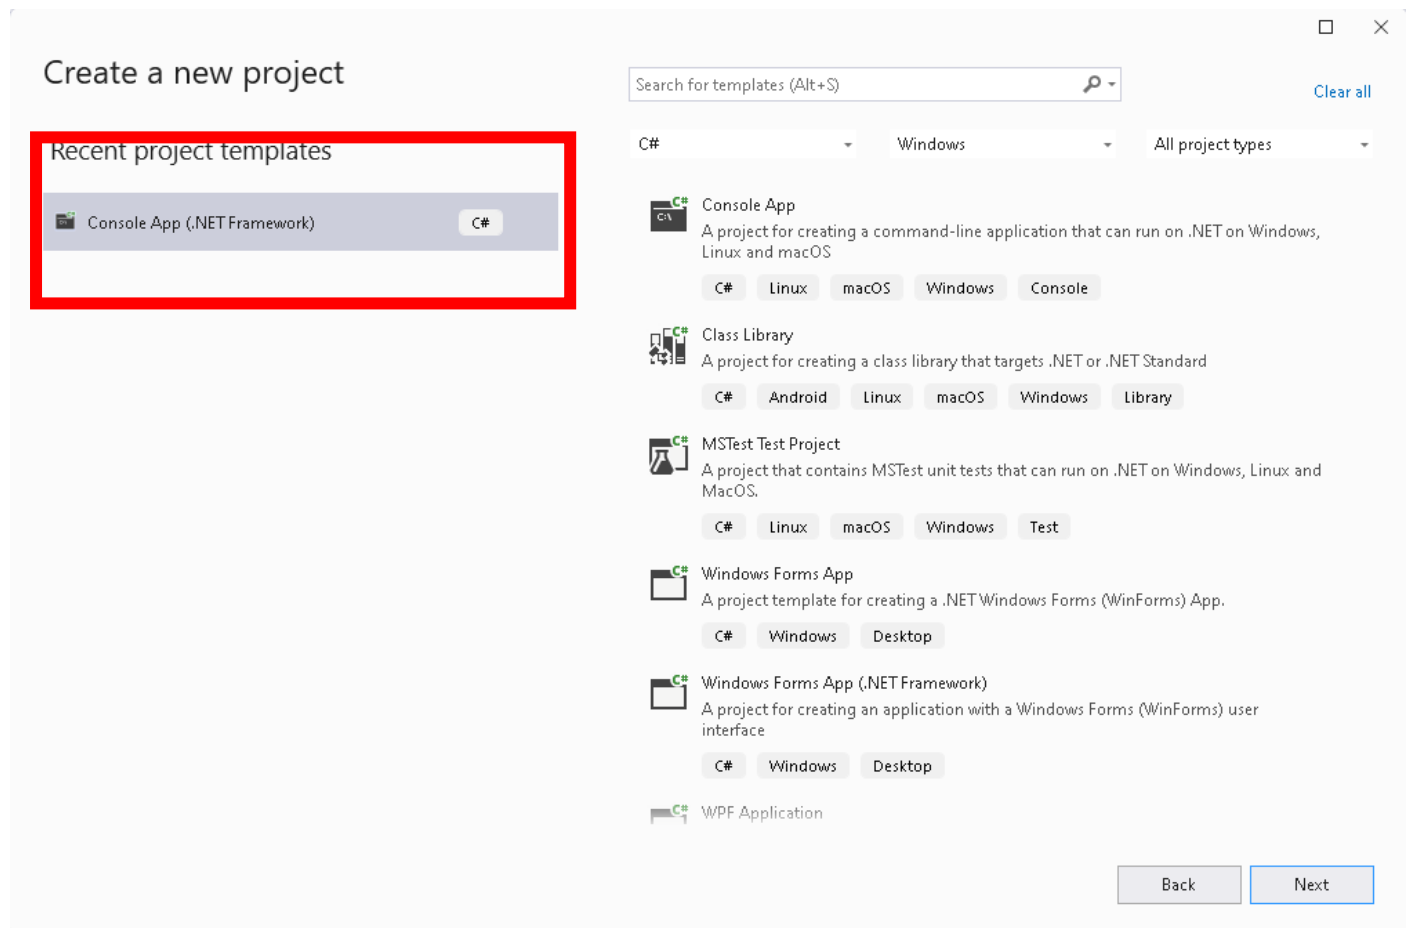 Create a new project
Search for templates (Alt+S)
Clear all
Recent project templates
Console App (.NET Framework)
C#
C#
Windows
All project types
C#
C:\
Console App
A project for creating a command-line application that can run on .NET on Windows,
Linux and macOS
C# Linux macOS Windows Console
C#
Class Library
A project for creating a class library that targets .NET or .NET Standard
C# Android Linux macOS Windows Library
C#
MSTest Test Project
A project that contains MSTest unit tests that can run on .NET on Windows, Linux and
MacOS.
C# Linux macOS Windows Test
C#
Windows Forms App
A project template for creating a .NET Windows Forms (WinForms) App.
C# Windows Desktop
C#
Windows Forms App (.NET Framework)
A project for creating an application with a Windows Forms (WinForms) user
interface
C# Windows Desktop
C#
WPF Application
Back
Next